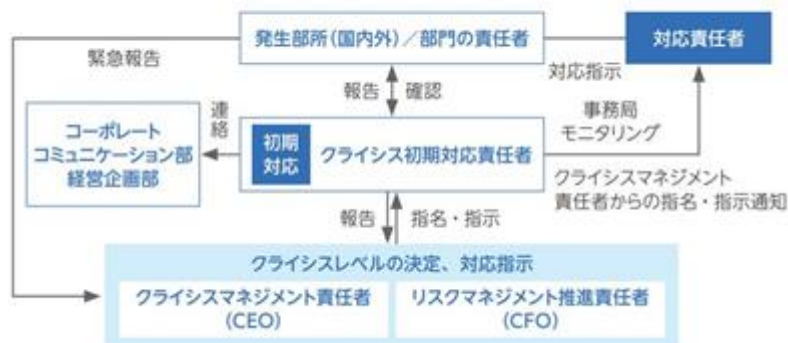 発生部所(国内外)／部門の責任者
対応責任者
緊急報告
対応指示
報告 確認
連絡
事務局
モニタリング
コーポレート
コミュニケーション部
経営企画部
初期
対応
クライシス初期対応責任者
クライシスマネジメント
責任者からの指名・指示通知
報告 指名・指示
クライシスレベルの決定、対応指示
クライシスマネジメント責任者
(CEO)
リスクマネジメント推進責任者
(CFO)